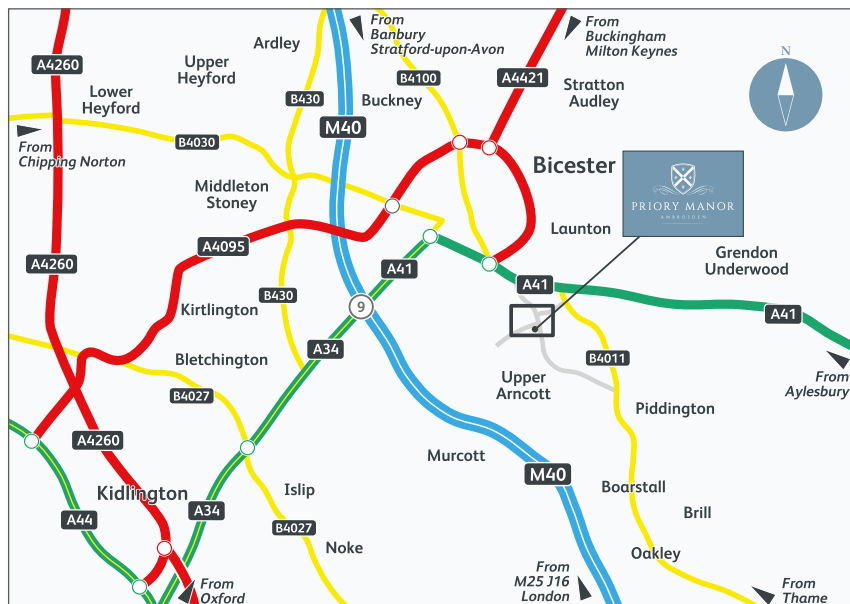 From
Banbury
Stratford-upon-Avon
From
Buckingham
Milton Keynes
N
Ardley
A4260
Upper
Heyford
B4100
A4421
Stratton
Audley
Lower
Heyford
B430
Buckney
M40
B4030
From
Chipping Norton
Bicester
Middleton
Stoney
PRIORY MANOR
AMBROSDEN
Launton
A4095
Grendon
Underwood
A4260
A41
A41
B430
Kirtlington
9
A41
A34
Bletchington
B4011
From
Aylesbury
B4027
Upper
Arncott
Piddington
A4260
Murcott
M40
Kidlington
Islip
Boarstall
A34
Brill
A44
B4027
Noke
Oakley
From
M25 J16
London
From
Oxford
From
Thame